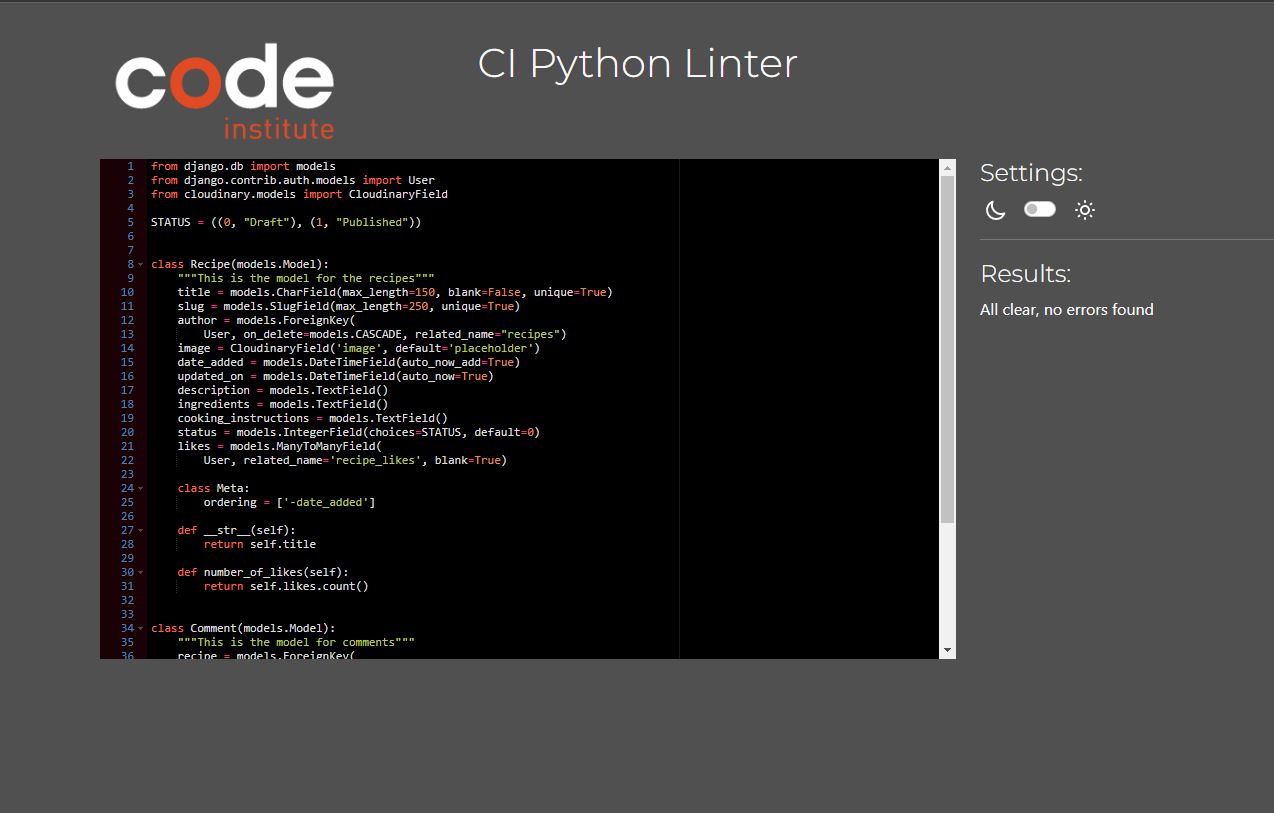 code
institute
CI Python Linter
1 from django.db import models
2 from django.contrib.auth.models import User
3 from cloudinary.models import CloudinaryField
4
5 STATUS = ((0, "Draft"), (1, "Published"))
6
7
8 class Recipe(models.Model):
9     """This is the model for the recipes"""
10     title = models.CharField(max_length=150, blank=False, unique=True)
11     slug = models.SlugField(max_length=250, unique=True)
12     author = models.ForeignKey(
13         User, on_delete=models.CASCADE, related_name="recipes")
14     image = CloudinaryField('image', default='placeholder')
15     date_added = models.DateTimeField(auto_now_add=True)
16     updated_on = models.DateTimeField(auto_now=True)
17     description = models.TextField()
18     ingredients = models.TextField()
19     cooking_instructions = models.TextField()
20     status = models.IntegerField(choices=STATUS, default=0)
21     likes = models.ManyToManyField(
22         User, related_name='recipe_likes', blank=True)
23
24     class Meta:
25         ordering = ['-date_added']
26
27     def __str__(self):
28         return self.title
29
30     def number_of_likes(self):
31         return self.likes.count()
32
33
34 class Comment(models.Model):
35     """This is the model for comments"""
36     recipe = models.ForeignKey(
Settings:
Results:
All clear, no errors found